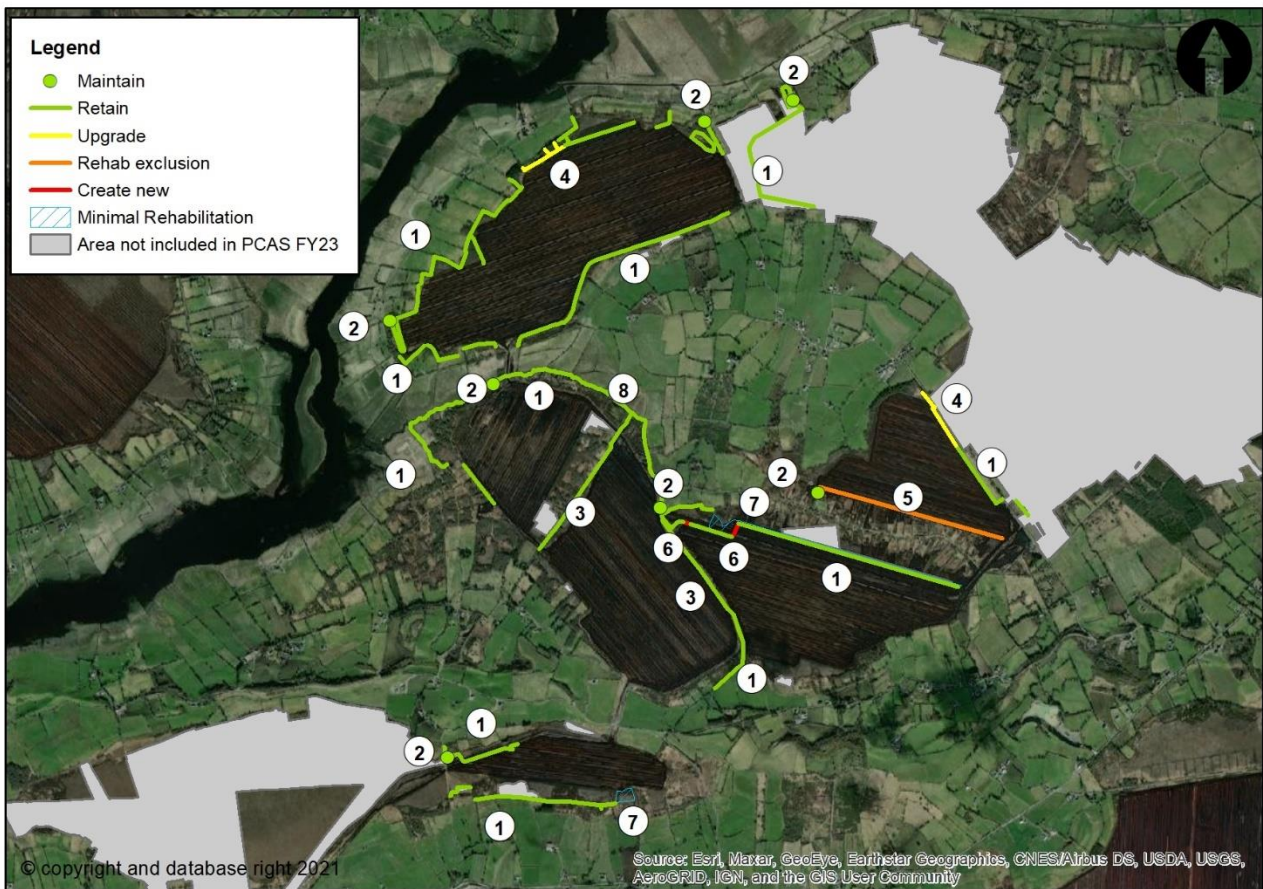 Legend
Maintain
Retain
Upgrade
Rehab exclusion
Create new
Minimal Rehabilitation
Area not included in PCAS FY23
2
2
4
1
1
1
2
1
2
1
8
4
1
1
2
2
7
5
3
6
6
1
3
1
1
2
1
7
© copyright and database right 2021
Source: Esri, Maxar, GeoEye, Earthstar Geographics, CNES/Airbus DS, USDA, USGS,
AeroGRID, IGN, and the GIS User Community